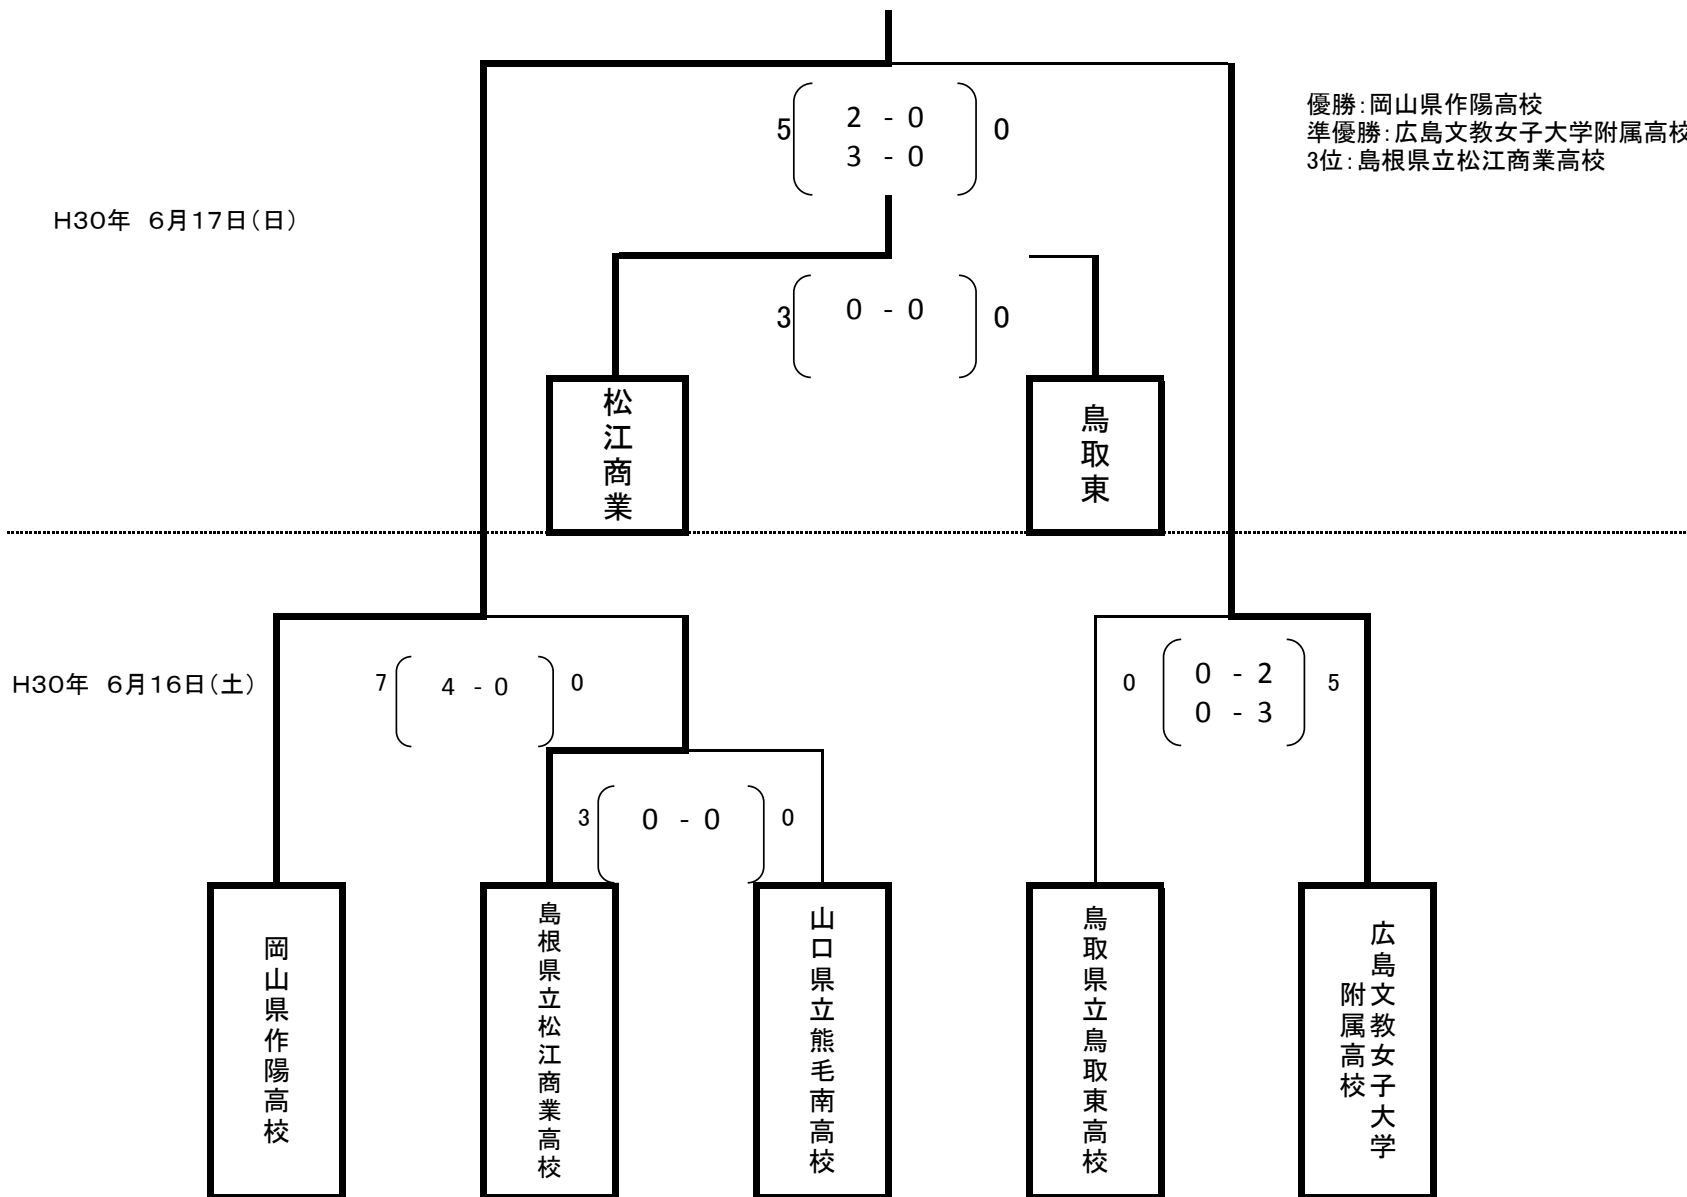 5
2 - 0
3 - 0
0
優勝:岡山県作陽高校
準優勝:広島文教女子大学附属高校
3位:島根県立松江商業高校
H30年 6月17日(日)
3
0 - 0
0
松江商業
鳥取東
H30年 6月16日(土)
7
4 - 0
0
0
0 - 2
0 - 3
5
3
0 - 0
0
岡山県作陽高校
島根県立松江商業高校
山口県立熊毛南高校
鳥取県立鳥取東高校
広島文教女子大学
附属高校